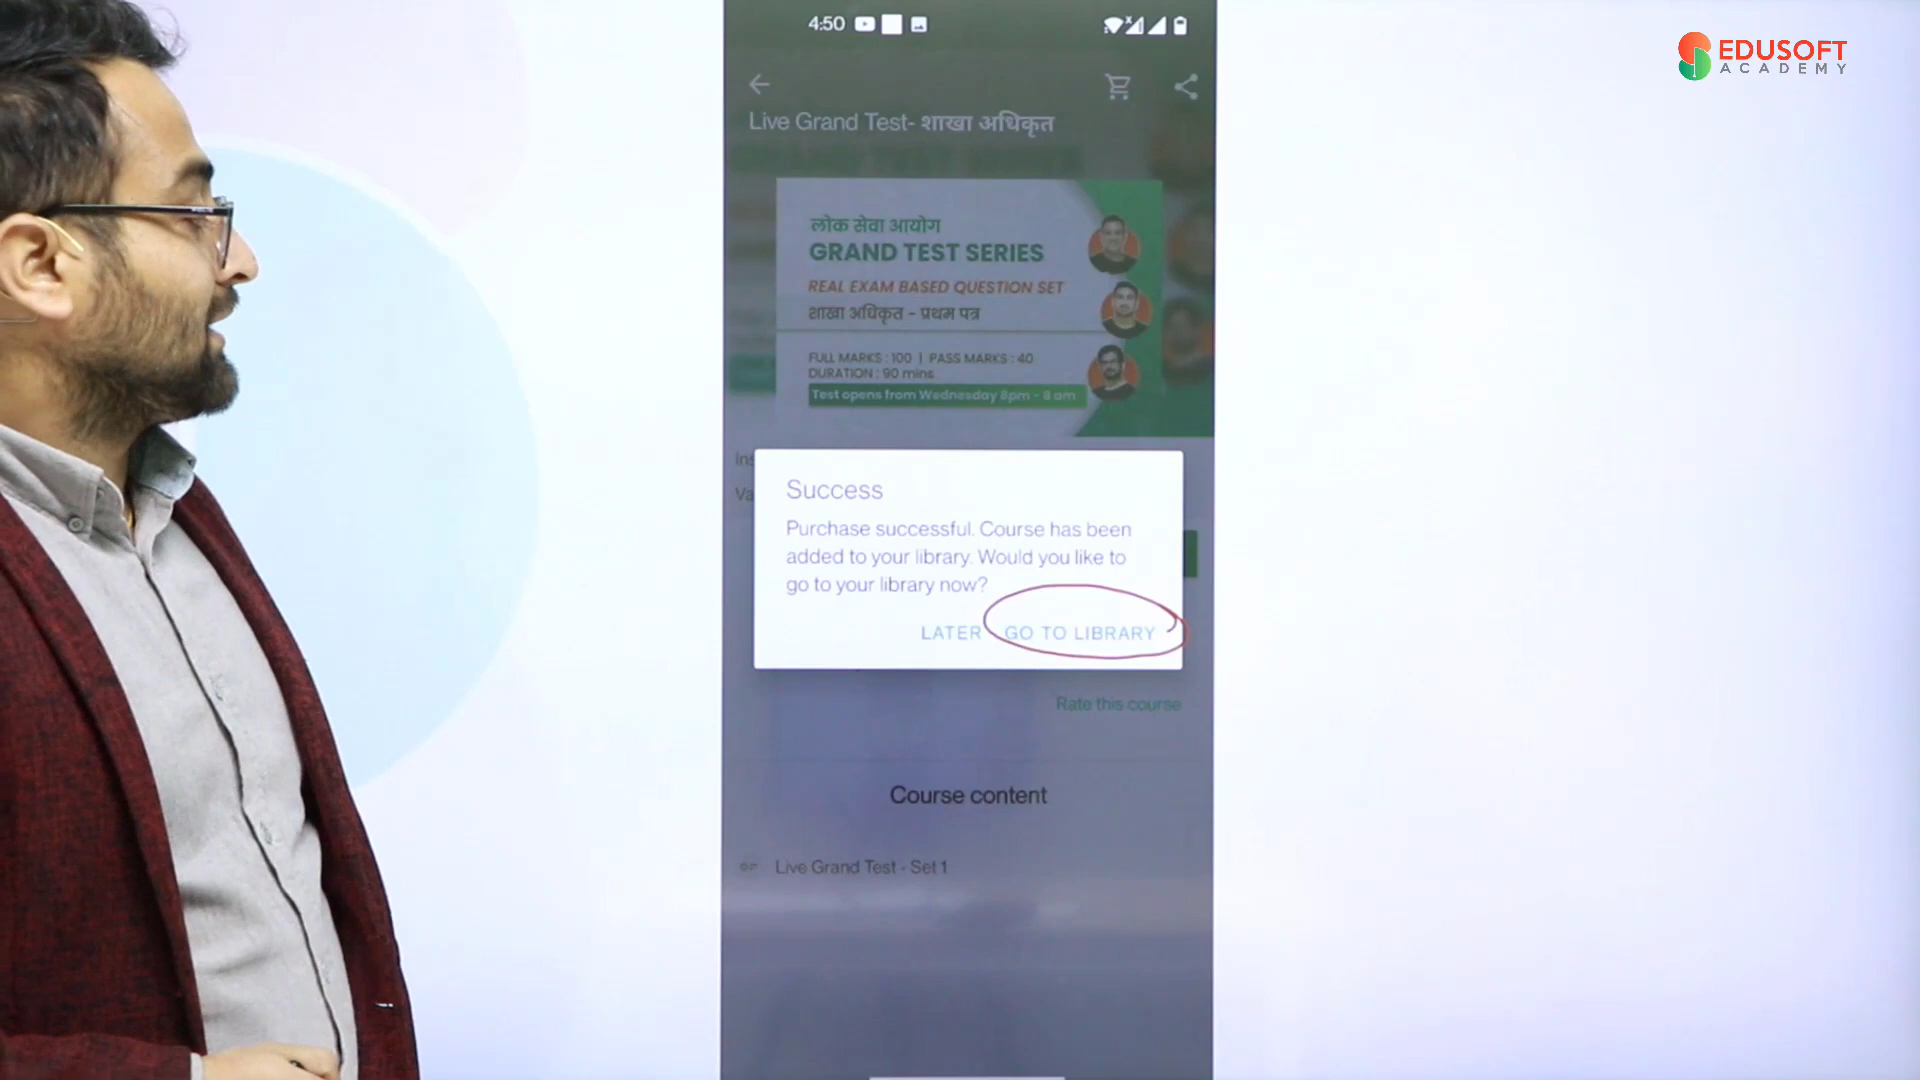 4:50
EDUSOFT
ACADEMY
Live Grand Test- शाखा अधिकृत
लोक सेवा आयोग
GRAND TEST SERIES
REAL EXAM BASED QUESTION SET
शाखा अधिकृत - प्रथम पत्र
FULL MARKS : 100 | PASS MARKS : 40
DURATION : 90 mins
Test opens from Wednesday 8pm - 8 am
Success
Purchase successful. Course has been
added to your library. Would you like to
go to your library now?
LATER GO TO LIBRARY
Rate this course
Course content
Live Grand Test - Set 1